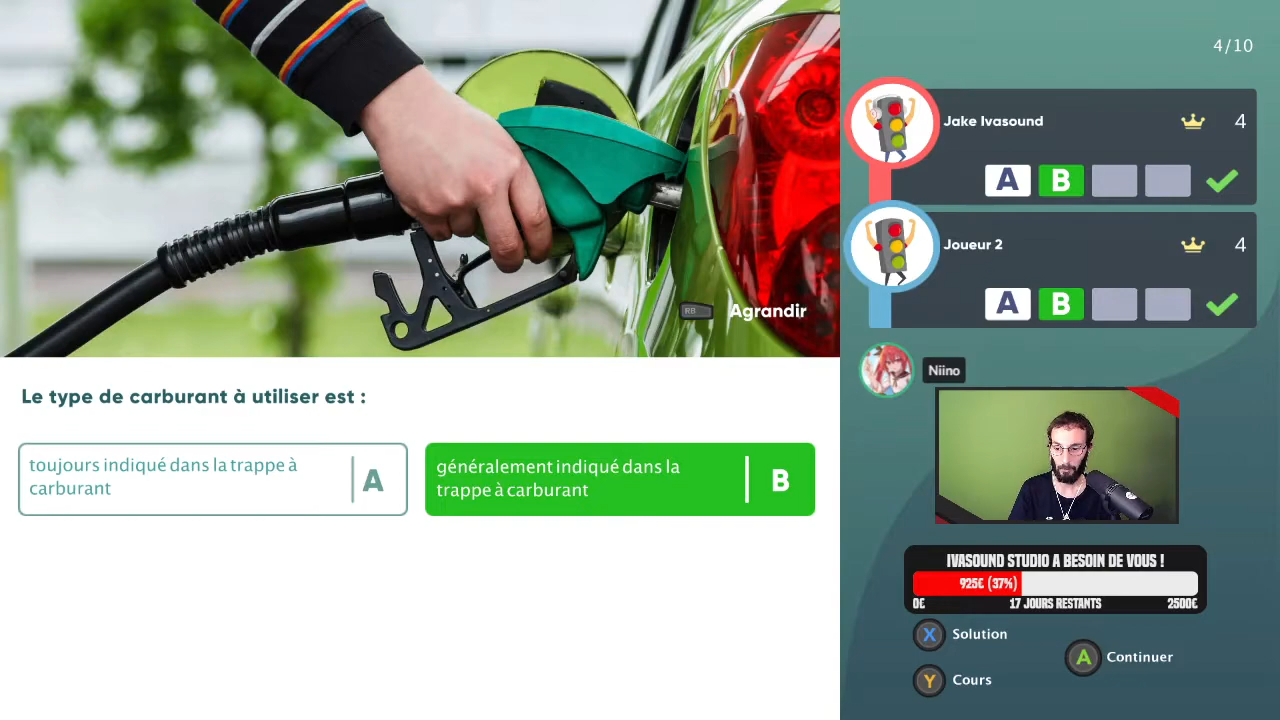 4/10
Jake Ivasound
4
A B
Joueur 2
4
A B
RB Agrandir
Niino
Le type de carburant à utiliser est :
toujours indiqué dans la trappe à
carburant
A
généralement indiqué dans la
trappe à carburant
B
IVASOUND STUDIO A BESOIN DE VOUS !
925€ (37%)
0€ 17 JOURS RESTANTS 2500€
X Solution
A Continuer
Y Cours